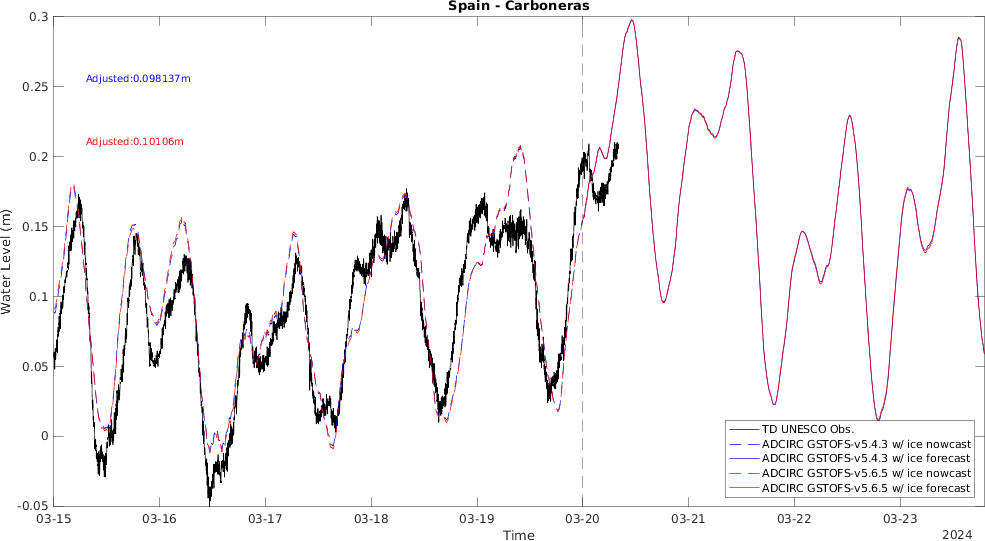 Spain - Carboneras
0.3
0.25
0.2
0.15
0.1
0.05
0
-0.05
Water Level (m)
Adjusted:0.098137m
Adjusted:0.10106m
TD UNESCO Obs.
ADCIRC GSTOFS-v5.4.3 w/ ice nowcast
ADCIRC GSTOFS-v5.4.3 w/ ice forecast
ADCIRC GSTOFS-v5.6.5 w/ ice nowcast
ADCIRC GSTOFS-v5.6.5 w/ ice forecast
03-15 03-16 03-17 03-18 03-19 03-20 03-21 03-22 03-23
Time
2024